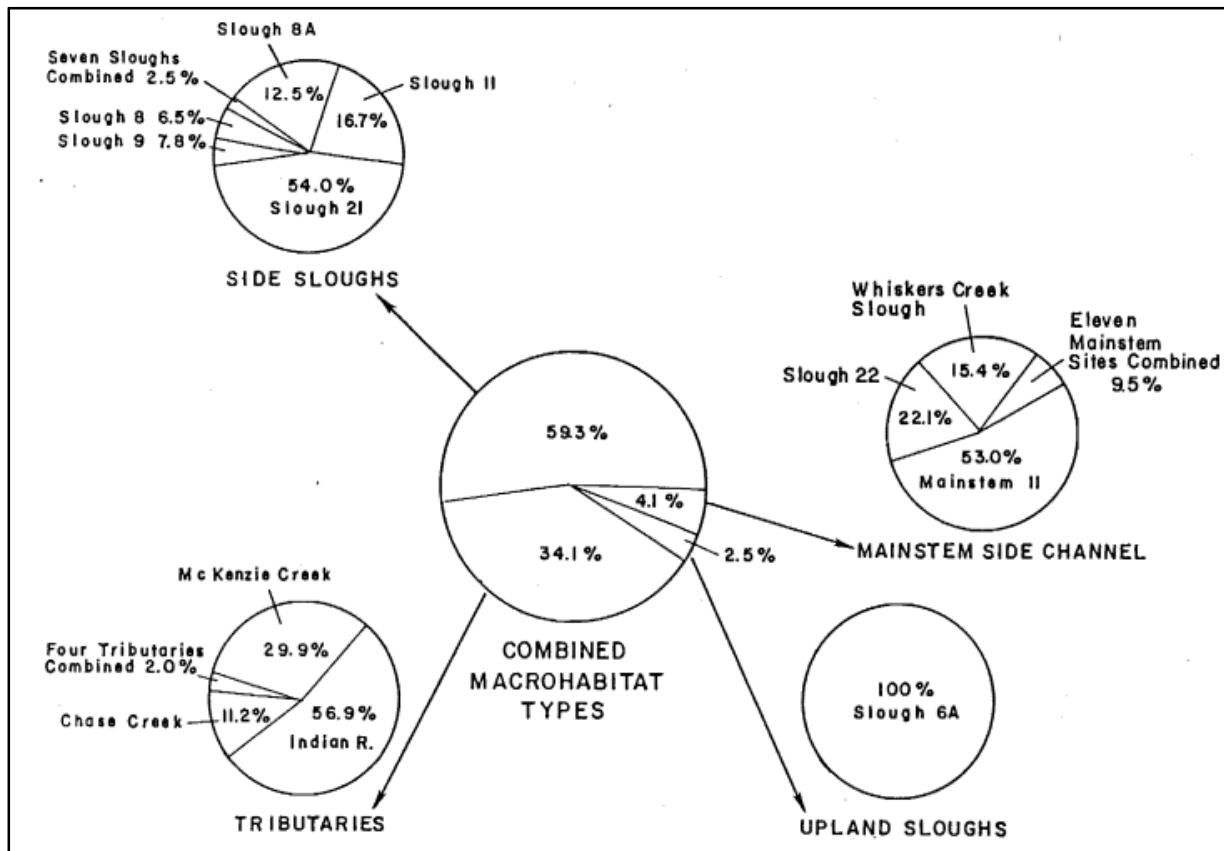 Slough 8A
Seven Sloughs
Combined 2.5%
12.5%
Slough 11
16.7%
Slough 8 6.5%
Slough 9 7.8%
54.0%
Slough 21
SIDE SLOUGHS
Whiskers Creek
Slough
Eleven
Mainstem
Sites Combined
9.5%
15.4%
Slough 22
22.1%
53.0%
Mainstem 11
MAINSTEM SIDE CHANNEL
59.3%
4.1%
2.5%
34.1%
COMBINED
MACROHABITAT
TYPES
McKenzie Creek
29.9%
Four Tributaries
Combined 2.0%
Chase Creek
11.2%
56.9%
Indian R.
TRIBUTARIES
100%
Slough 6A
UPLAND SLOUGHS